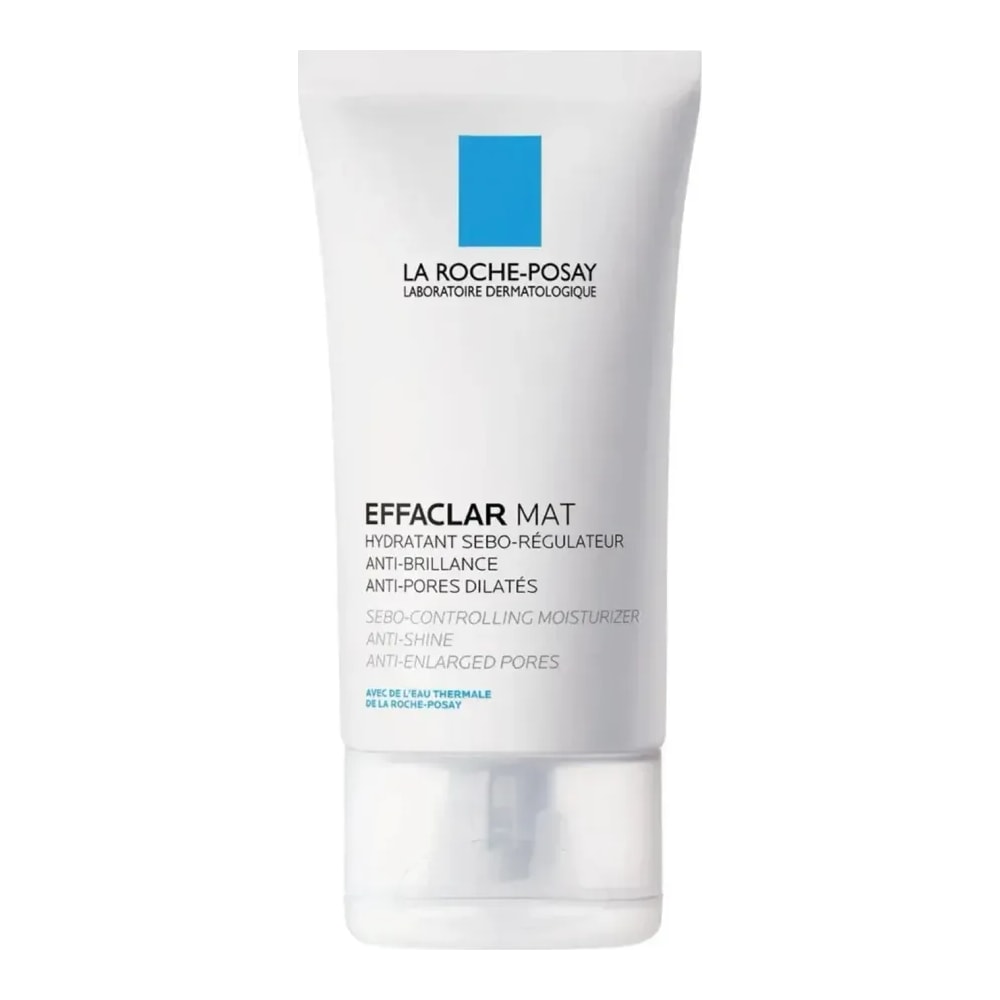 LA ROCHE-POSAY
LABORATOIRE DERMATOLOGIQUE
EFFACLAR MAT
HYDRATANT SEBO-RÉGULATEUR
ANTI-BRILLANCE
ANTI-PORES DILATÉS
SEBO-CONTROLLING MOISTURIZER
ANTI-SHINE
ANTI-ENLARGED PORES
AVEC DE L'EAU THERMALE
DE LA ROCHE-POSAY